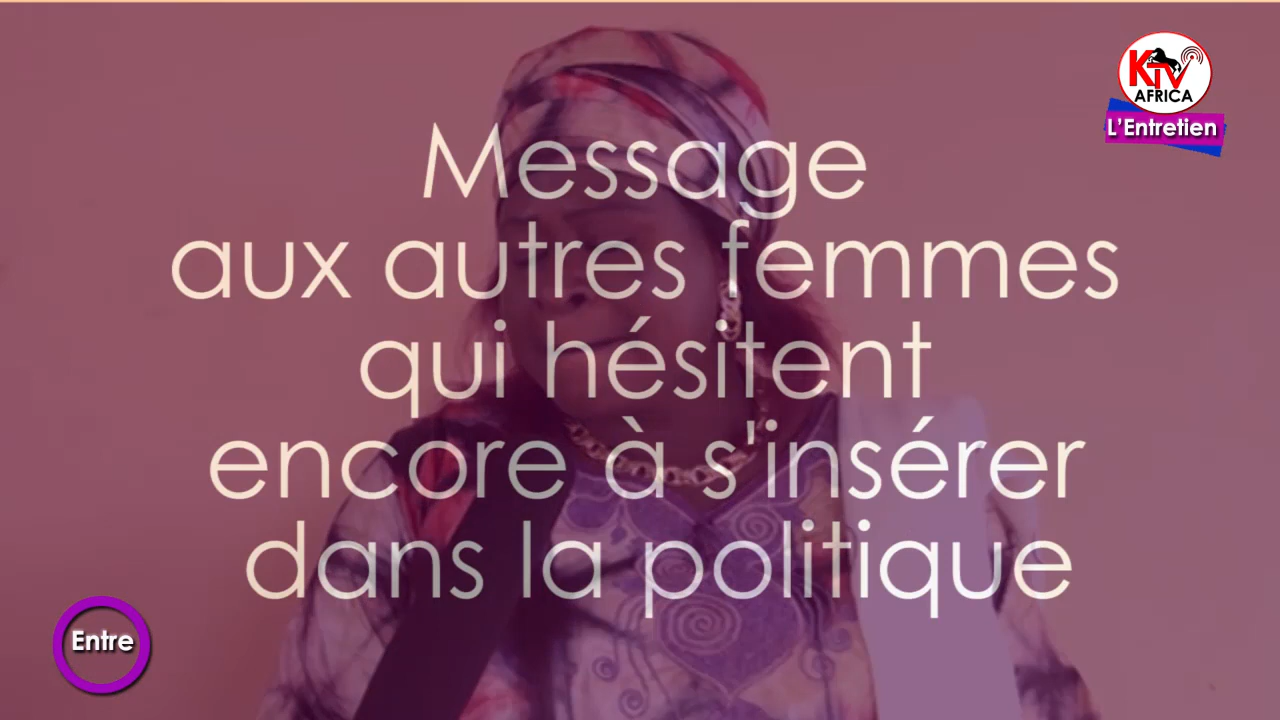 KTV
AFRICA
L'Entretien
Message
aux autres femmes
qui hésitent
encore à s'insérer
dans la politique
Entre